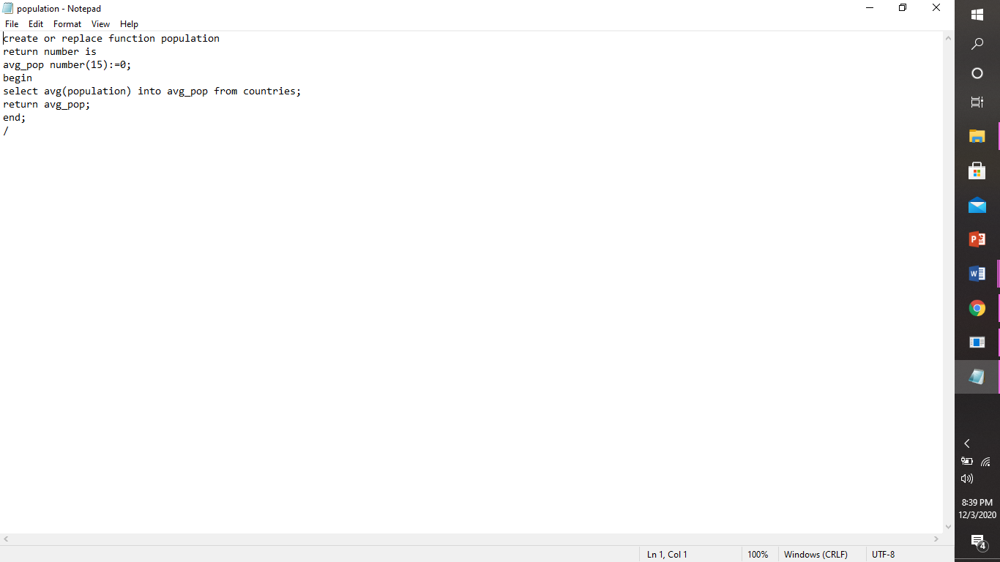 population - Notepad
File Edit Format View Help
create or replace function population
return number is
avg_pop number(15):=0;
begin
select avg(population) into avg_pop from countries;
return avg_pop;
end;
/
Ln 1, Col 1
100%
Windows (CRLF)
UTF-8
P
W
8:39 PM
12/3/2020
4